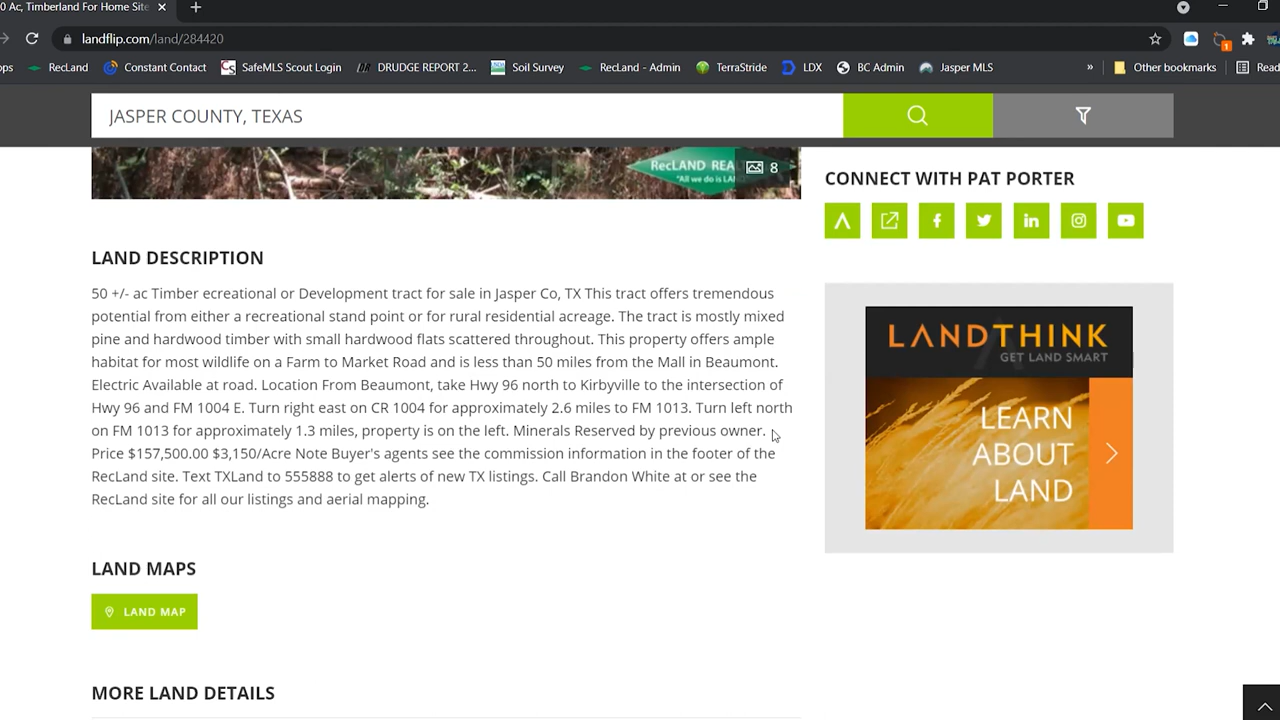 0 Ac, Timberland For Home Site
landflip.com/land/284420
ops
RecLand
Constant Contact
SafeMLS Scout Login
DRUDGE REPORT 2...
Soil Survey
RecLand - Admin
TerraStride
LDX
BC Admin
Jasper MLS
»
Other bookmarks
Read
JASPER COUNTY, TEXAS
RecLAND REA
"All we do is LAN
8
CONNECT WITH PAT PORTER
LAND DESCRIPTION
50 +/- ac Timber ecreational or Development tract for sale in Jasper Co, TX This tract offers tremendous
potential from either a recreational stand point or for rural residential acreage. The tract is mostly mixed
pine and hardwood timber with small hardwood flats scattered throughout. This property offers ample
habitat for most wildlife on a Farm to Market Road and is less than 50 miles from the Mall in Beaumont.
Electric Available at road. Location From Beaumont, take Hwy 96 north to Kirbyville to the intersection of
Hwy 96 and FM 1004 E. Turn right east on CR 1004 for approximately 2.6 miles to FM 1013. Turn left north
on FM 1013 for approximately 1.3 miles, property is on the left. Minerals Reserved by previous owner.
Price $157,500.00 $3,150/Acre Note Buyer's agents see the commission information in the footer of the
RecLand site. Text TXLand to 555888 to get alerts of new TX listings. Call Brandon White at or see the
RecLand site for all our listings and aerial mapping.
LANDTHINK
GET LAND SMART
LEARN
ABOUT
LAND
LAND MAPS
LAND MAP
MORE LAND DETAILS